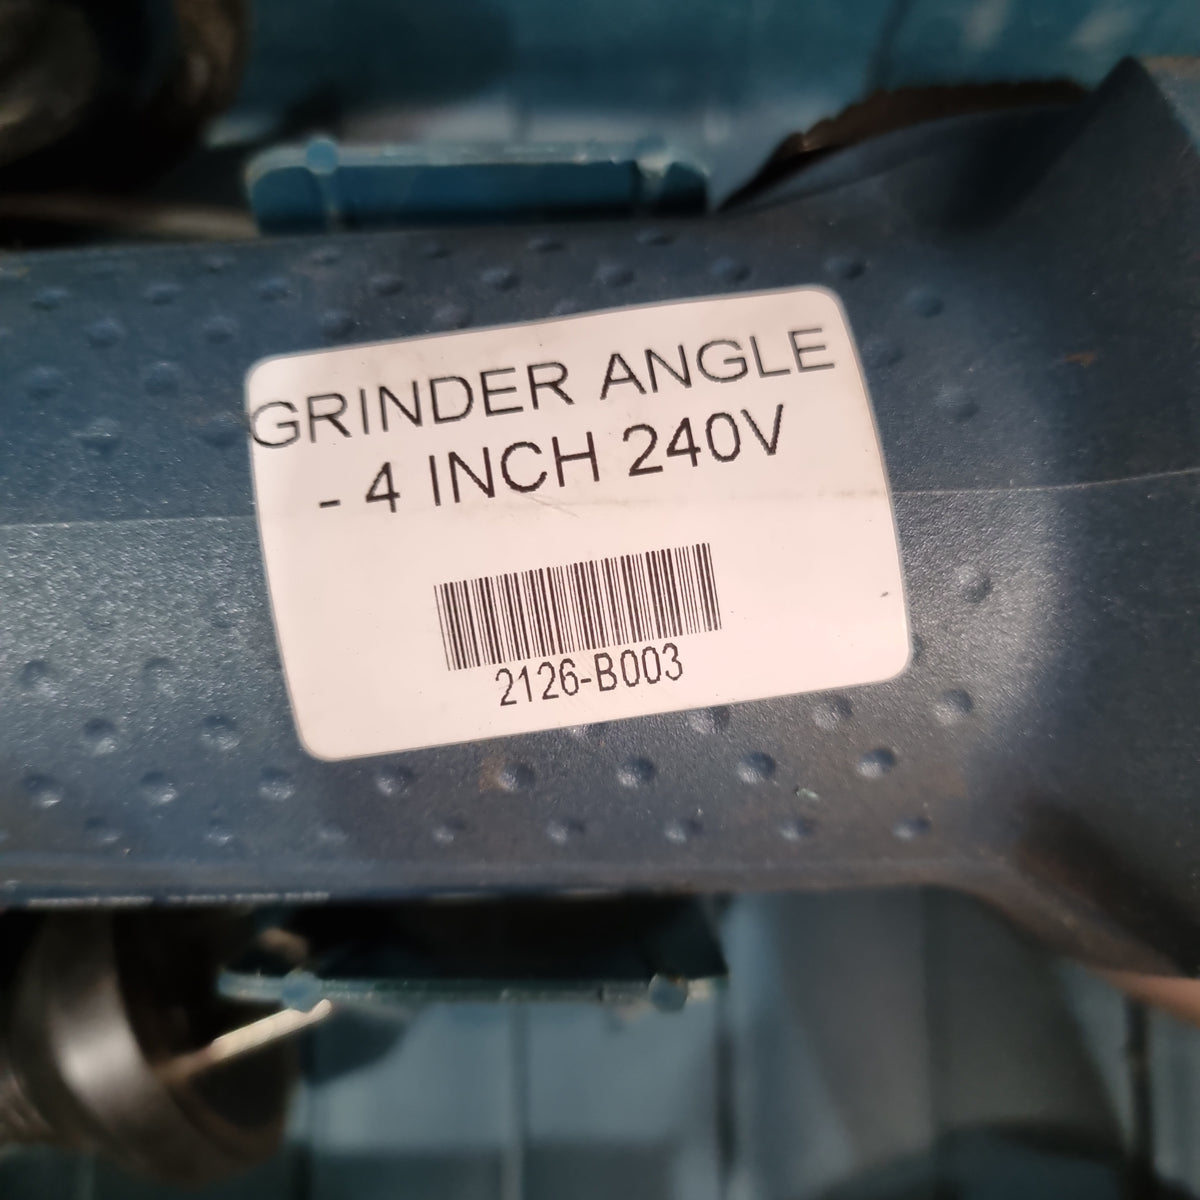 GRINDER ANGLE
- 4 INCH 240V
2126-B003